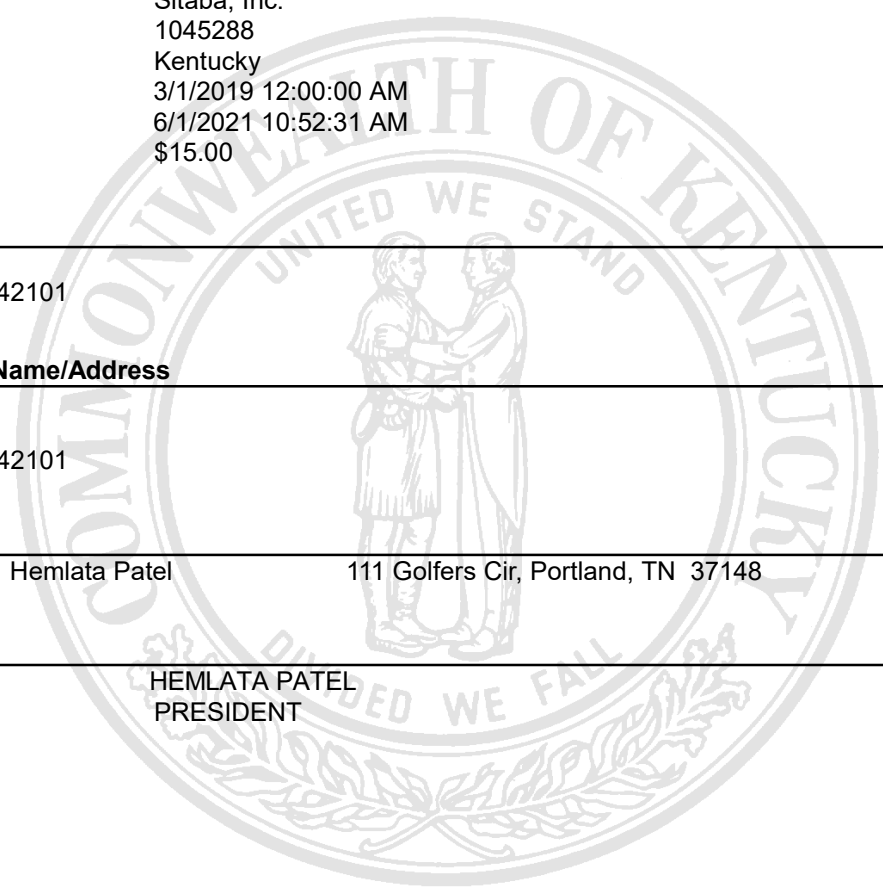 Sitaba, Inc.
1045288
Kentucky
3/1/2019 12:00:00 AM
6/1/2021 10:52:31 AM
$15.00
42101
Name/Address
42101
Hemlata Patel 111 Golfers Cir, Portland, TN 37148
HEMLATA PATEL
PRESIDENT
COMMONWEALTH OF KENTUCKY
UNITED WE STAND
DIVIDED WE FALL